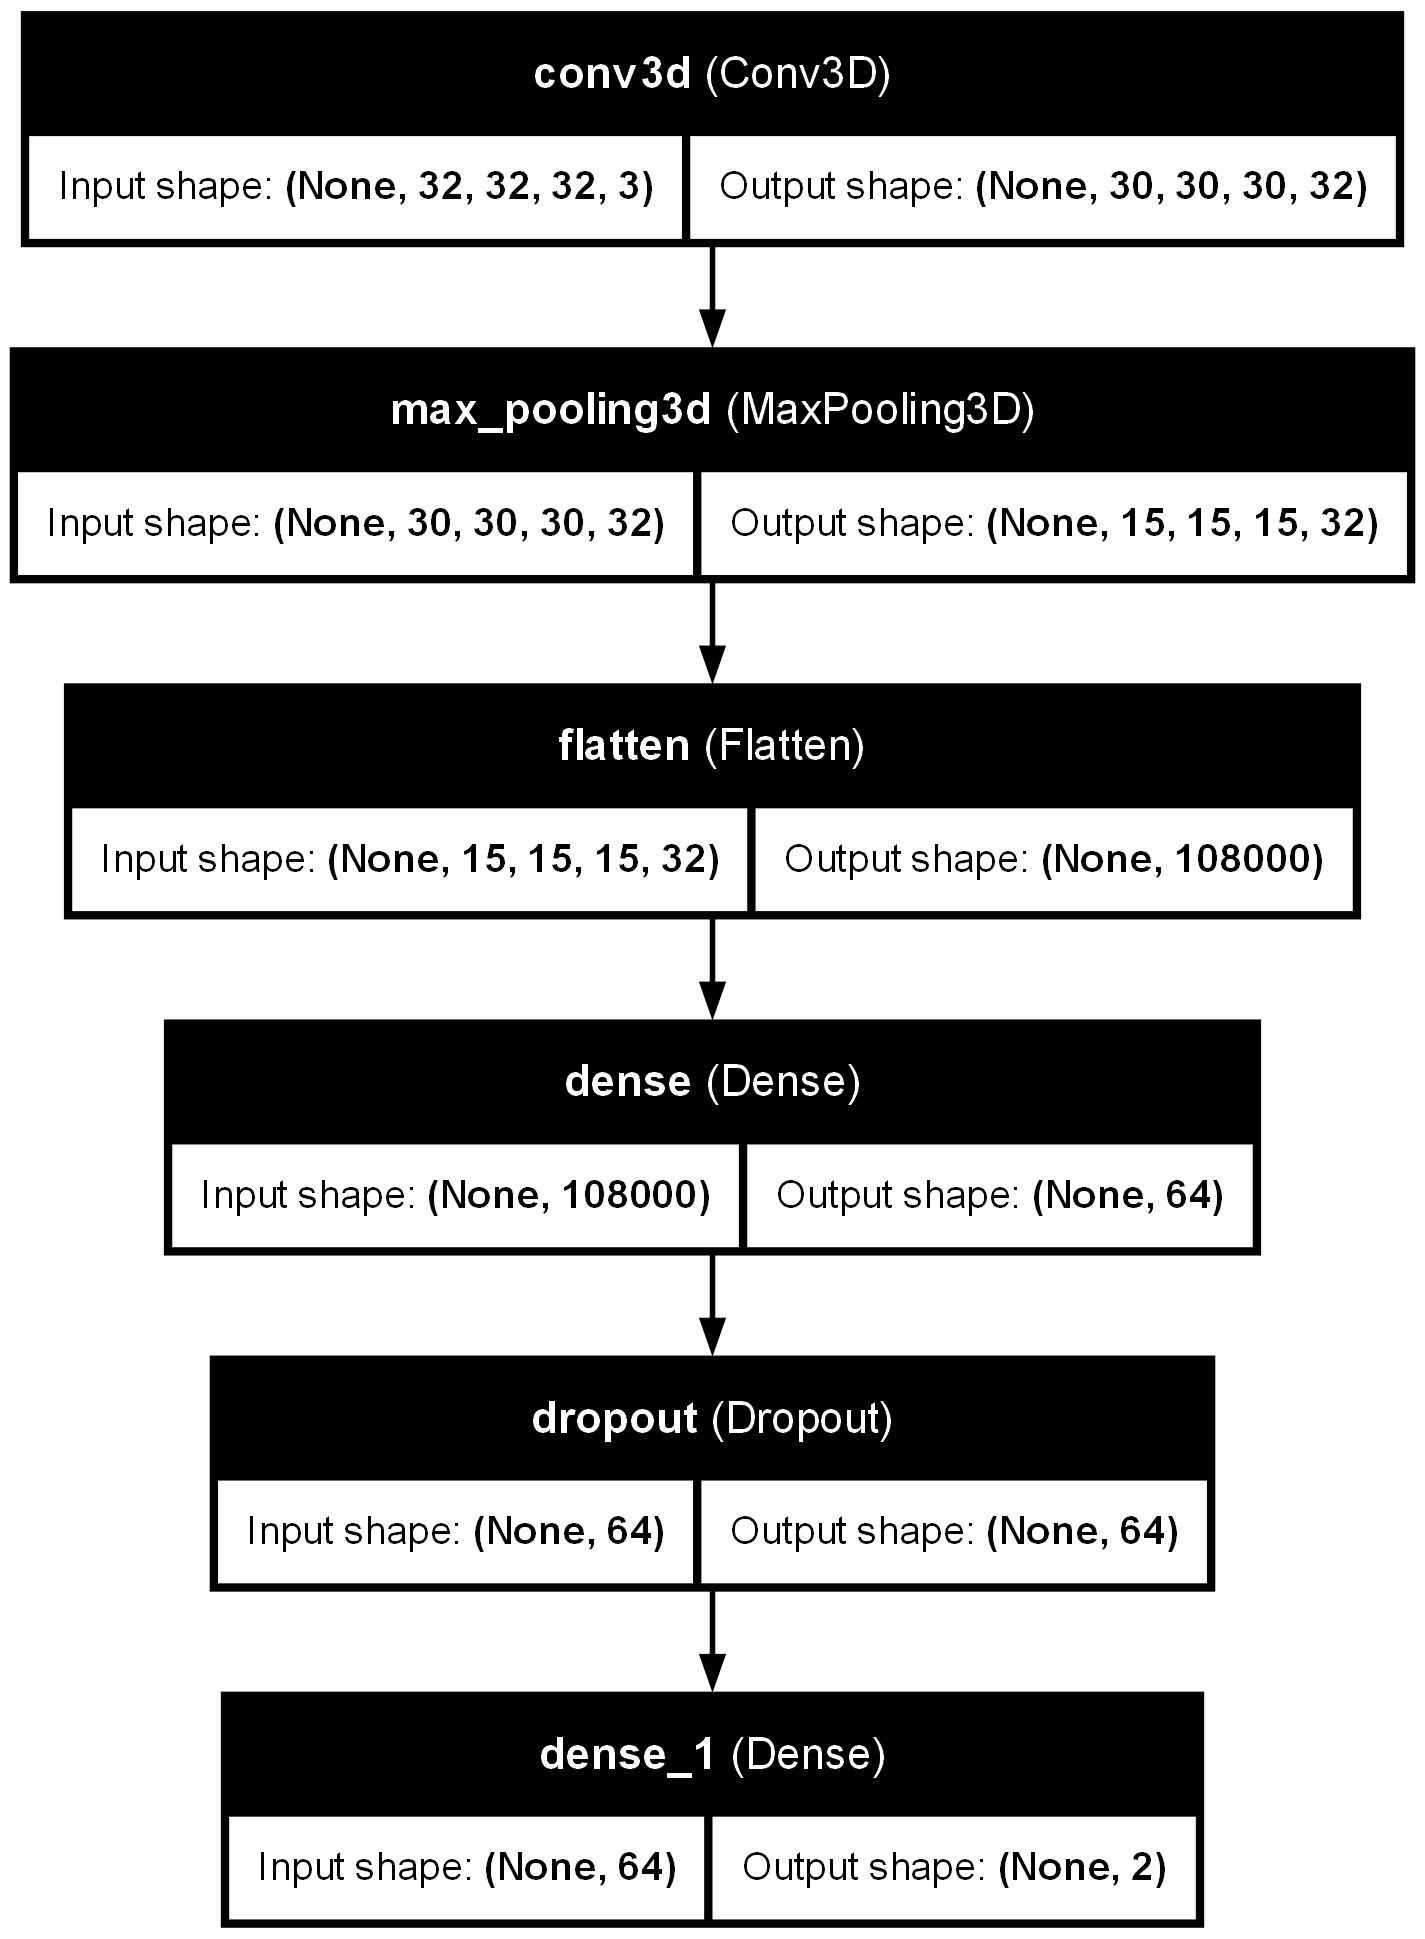 conv3d (Conv3D)
Input shape: (None, 32, 32, 32, 3) Output shape: (None, 30, 30, 30, 32)
max_pooling3d (MaxPooling3D)
Input shape: (None, 30, 30, 30, 32) Output shape: (None, 15, 15, 15, 32)
flatten (Flatten)
Input shape: (None, 15, 15, 15, 32) Output shape: (None, 108000)
dense (Dense)
Input shape: (None, 108000) Output shape: (None, 64)
dropout (Dropout)
Input shape: (None, 64) Output shape: (None, 64)
dense_1 (Dense)
Input shape: (None, 64) Output shape: (None, 2)